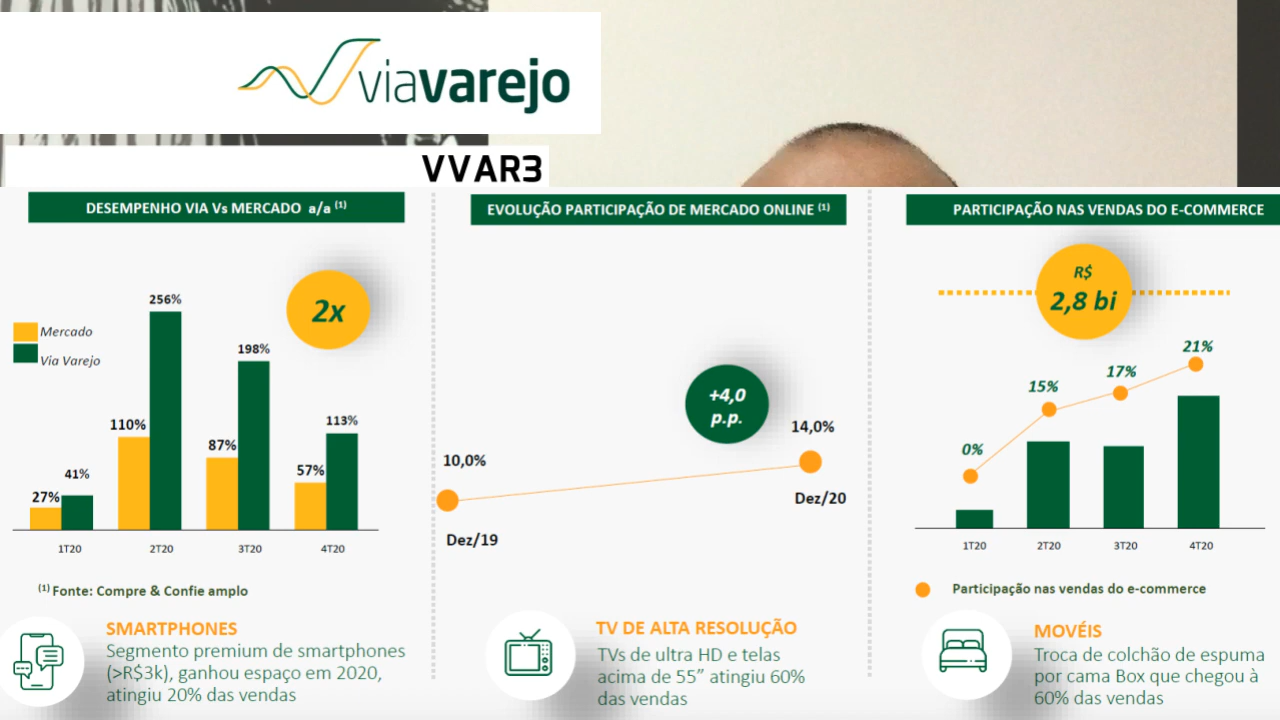 viavarejo
VVAR3
DESEMPENHO VIA Vs MERCADO a/a (1)
2x
Mercado
Via Varejo
27%
41%
110%
256%
87%
198%
57%
113%
1T20
2T20
3T20
4T20
(1) Fonte: Compre & Confie amplo
SMARTPHONES
Segmento premium de smartphones
(>R$3k), ganhou espaço em 2020,
atingiu 20% das vendas
EVOLUÇÃO PARTICIPAÇÃO DE MERCADO ONLINE (1)
+4,0
p.p.
10,0%
14,0%
Dez/19
Dez/20
TV DE ALTA RESOLUÇÃO
TVs de ultra HD e telas
acima de 55” atingiu 60%
das vendas
PARTICIPAÇÃO NAS VENDAS DO E-COMMERCE
R$
2,8 bi
0%
15%
17%
21%
1T20
2T20
3T20
4T20
Participação nas vendas do e-commerce
MOVÉIS
Troca de colchão de espuma
por cama Box que chegou à
60% das vendas